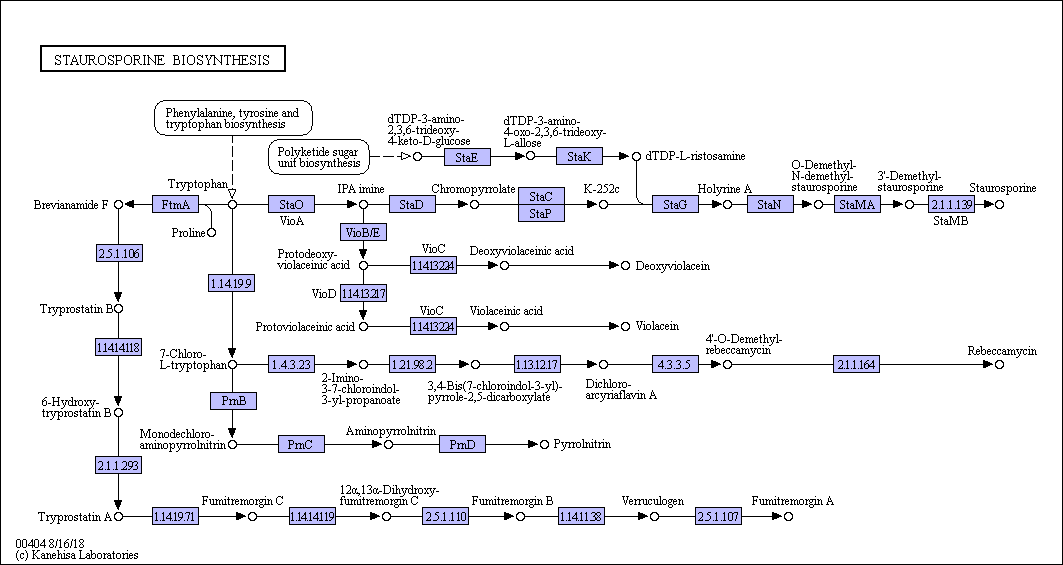 STAUROSPORINE BIOSYNTHESIS
Phenylalanine, tyrosine and
tryptophan biosynthesis
Polyketide sugar
unit biosynthesis
dTDP-3-amino-
2,3,6-trideoxy-
4-keto-D-glucose
StaE
dTDP-3-amino-
4-oxo-2,3,6-trideoxy-
L-allose
StaK
dTDP-L-ristosamine
Tryptophan
IPA imine
Chromopyrrolate
K-252c
Holyrine A
O-Demethyl-
N-demethyl-
staurosporine
3'-Demethyl-
staurosporine
Staurosporine
Brevianamide F
FtmA
StaO
VioA
StaD
StaC
StaP
StaG
StaN
StaMA
2.1.1.139
StaMB
Proline
VioB/E
2.5.1.106
Protodeoxy-
violaceinic acid
VioC
1.14.13.224
Deoxyviolaceinic acid
Deoxyviolacein
1.14.19.9
VioD
1.14.13.217
Tryprostatin B
Protoviolaceinic acid
VioC
1.14.13.224
Violaceinic acid
Violacein
1.14.14.118
7-Chloro-
L-tryptophan
1.4.3.23
2-Imino-
3-7-chloroindol-
3-yl-propanoate
1.21.98.2
3,4-Bis(7-chloroindol-3-yl)-
pyrrole-2,5-dicarboxylate
1.13.12.17
Dichloro-
arcyriaflavin A
4.3.3.5
4'-O-Demethyl-
rebeccamycin
2.1.1.164
Rebeccamycin
PrnB
6-Hydroxy-
tryprostatin B
Monodechloro-
aminopyrrolnitrin
PrnC
Aminopyrrolnitrin
PrnD
Pyrrolnitrin
2.1.1.293
Tryprostatin A
1.14.19.71
Fumitremorgin C
1.14.14.119
12α,13α-Dihydroxy-
fumitremorgin C
2.5.1.110
Fumitremorgin B
1.14.11.38
Verruculogen
2.5.1.107
Fumitremorgin A
00404 8/16/18
(c) Kanehisa Laboratories